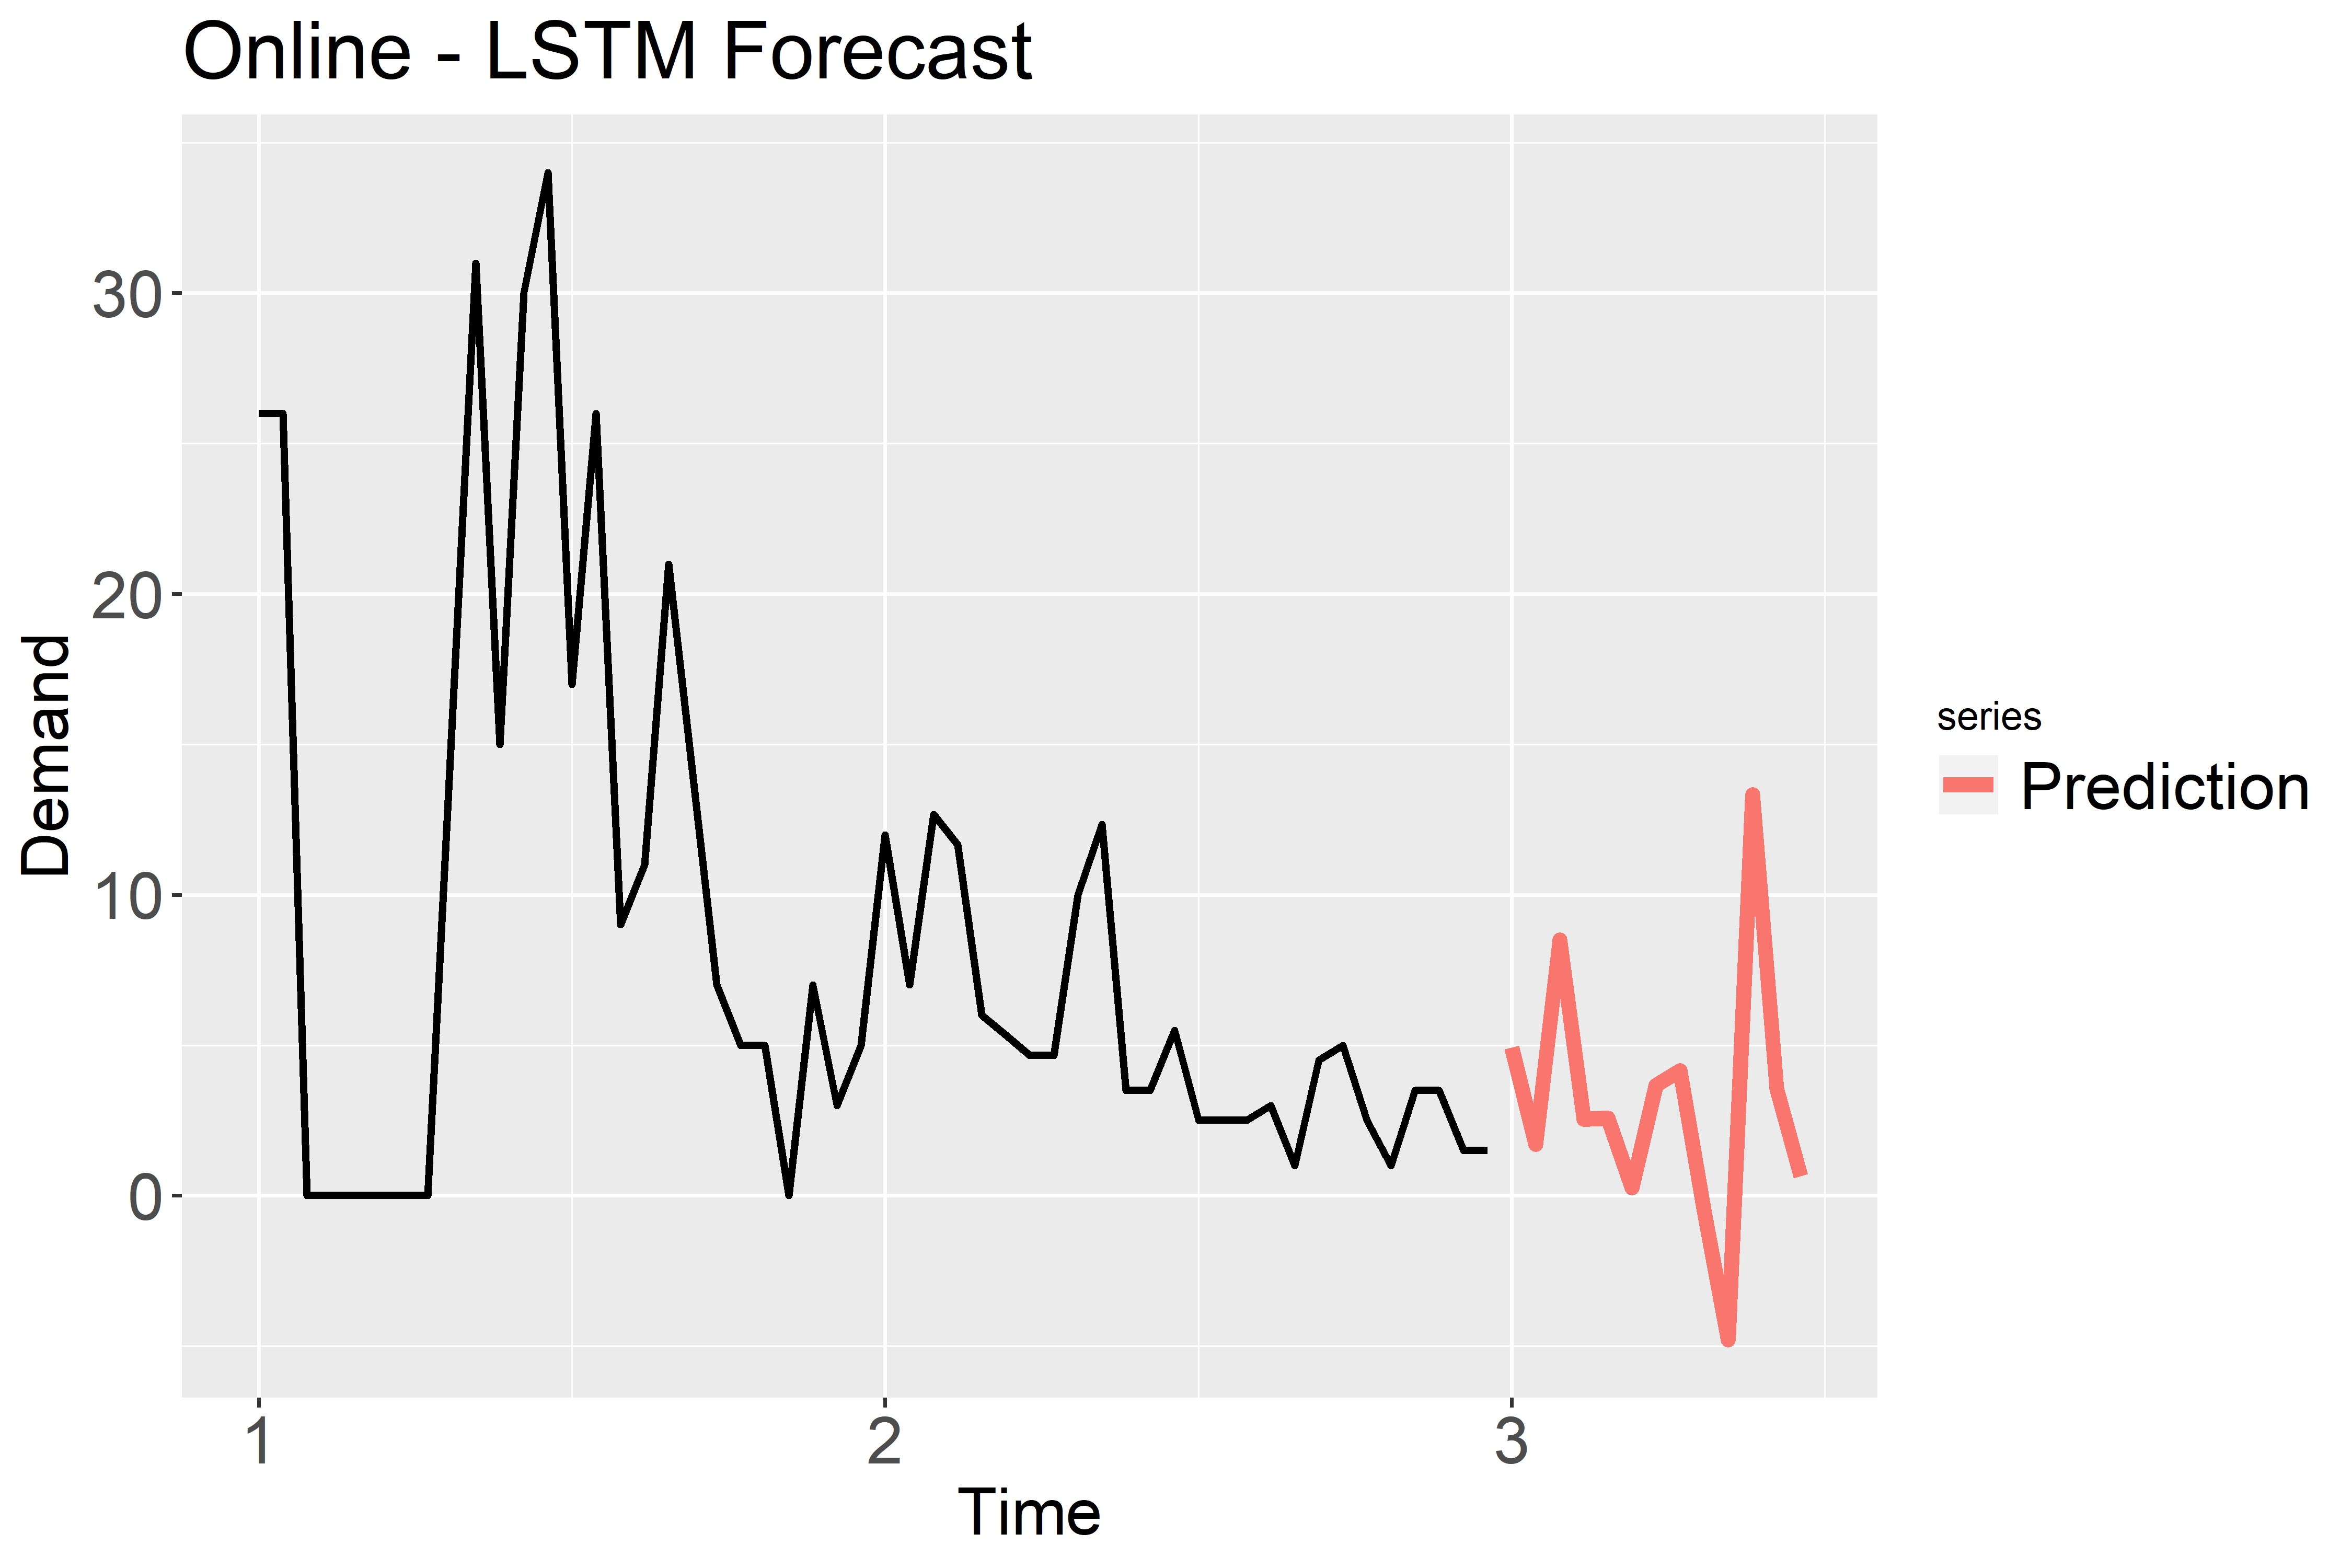 Online - LSTM Forecast
Demand
30
20
10
0
1 2 3
Time
series
Prediction